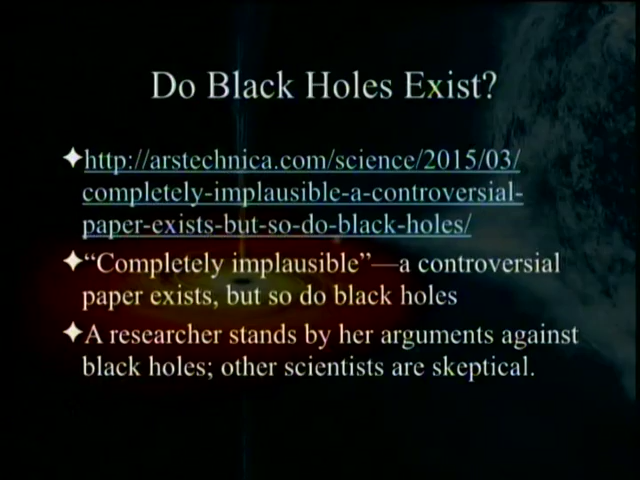 Do Black Holes Exist?
✦http://arstechnica.com/science/2015/03/
completely-implausible-a-controversial-
paper-exists-but-so-do-black-holes/
✦“Completely implausible”—a controversial
paper exists, but so do black holes
✦A researcher stands by her arguments against
black holes; other scientists are skeptical.